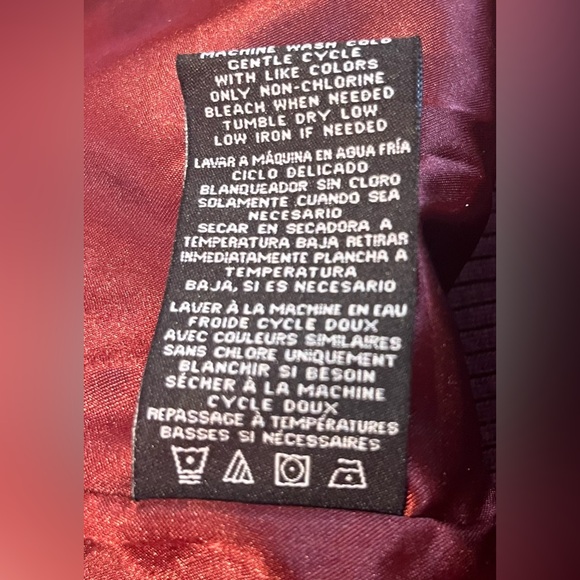 MACHINE WASH COLD
GENTLE CYCLE
WITH LIKE COLORS
ONLY NON-CHLORINE
BLEACH WHEN NEEDED
TUMBLE DRY LOW
LOW IRON IF NEEDED
LAVAR A MÁQUINA EN AGUA FRÍA
CICLO DELICADO
BLANQUEADOR SIN CLORO
SOLAMENTE CUANDO SEA
NECESARIO
SECAR EN SECADORA A
TEMPERATURA BAJA RETIRAR
INMEDIATAMENTE PLANCHA A
TEMPERATURA
BAJA, SI ES NECESARIO
LAVER À LA MACHINE EN EAU
FROIDE CYCLE DOUX
AVEC COULEURS SIMILAIRES
SANS CHLORE UNIQUEMENT
BLANCHIR SI BESOIN
SÉCHER À LA MACHINE
CYCLE DOUX
REPASSAGE À TEMPÉRATURES
BASSES SI NÉCESSAIRES